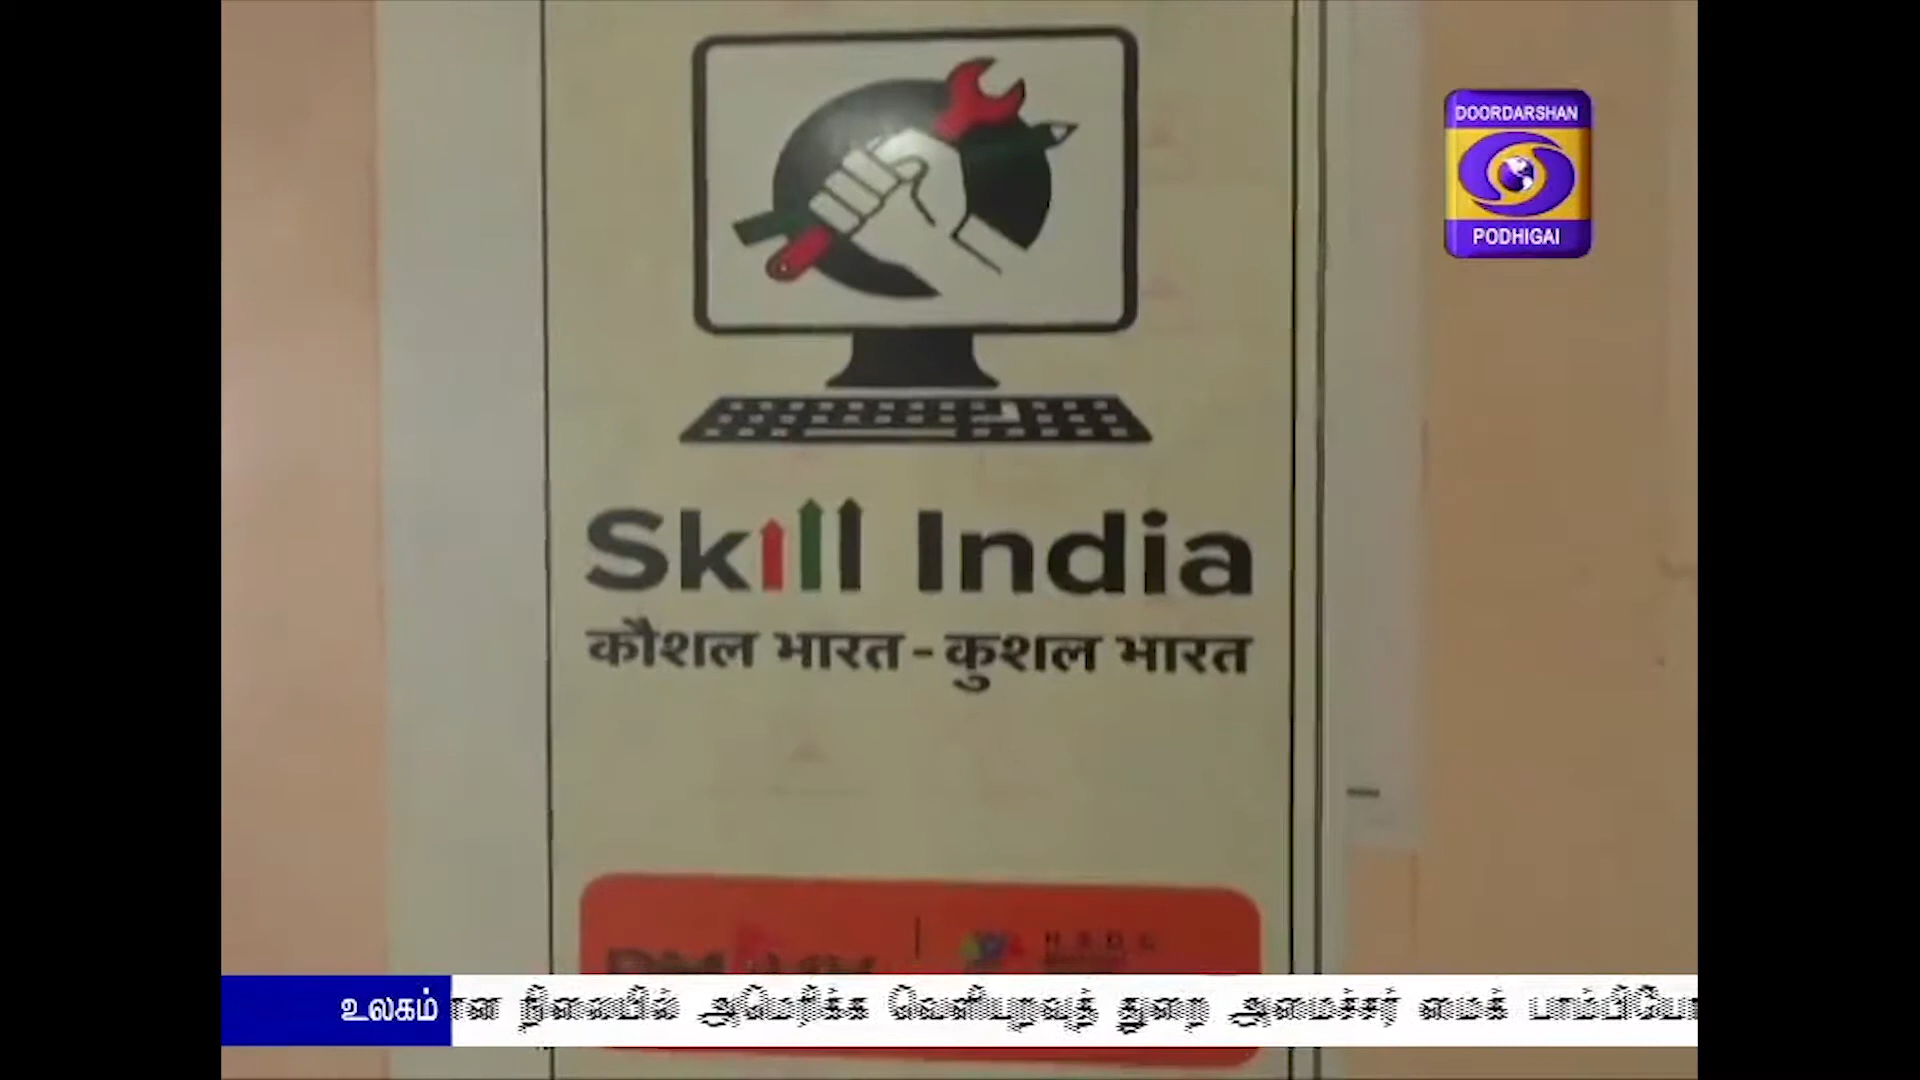 DOORDARSHAN
PODHIGAI
Skill India
कौशल भारत - कुशल भारत
N S D C
உலகம்
ான நிலையில் அமெரிக்க வெளியுறவுத் துறை அமைச்சர் மைக் பாம்பியோ